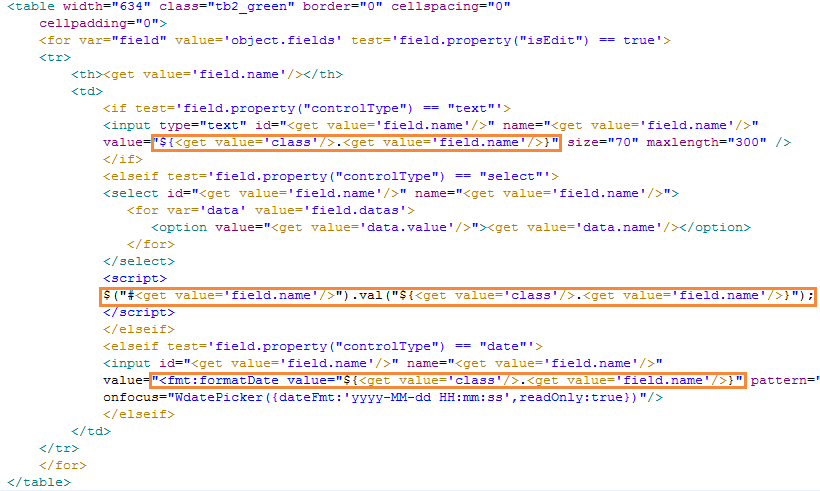 <table width="634" class="tb2_green" border="0" cellspacing="0"
cellpadding="0">
<for var="field" value='object.fields' test='field.property("isEdit") == true'>
<tr>
<th><get value='field.name'/></th>
<td>
<if test='field.property("controlType") == "text"'>
<input type="text" id="<get value='field.name'/>" name="<get value='field.name'/>"
value="${<get value='class'/>.<get value='field.name'/>}" size="70" maxlength="300" />
</if>
<elseif test='field.property("controlType") == "select"'>
<select id="<get value='field.name'/>" name="<get value='field.name'/>">
<for var='data' value='field.datas'>
<option value="<get value='data.value'/>"><get value='data.name'/></option>
</for>
</select>
<script>
$("#<get value='field.name'/>").val("${<get value='class'/>.<get value='field.name'/>}");
</script>
</elseif>
<elseif test='field.property("controlType") == "date"'>
<input id="<get value='field.name'/>" name="<get value='field.name'/>"
value="<fmt:formatDate value="${<get value='class'/>.<get value='field.name'/>}" pattern="
onfocus="WdatePicker({dateFmt:'yyyy-MM-dd HH:mm:ss',readOnly:true})"/>
</elseif>
</td>
</tr>
</for>
</table>